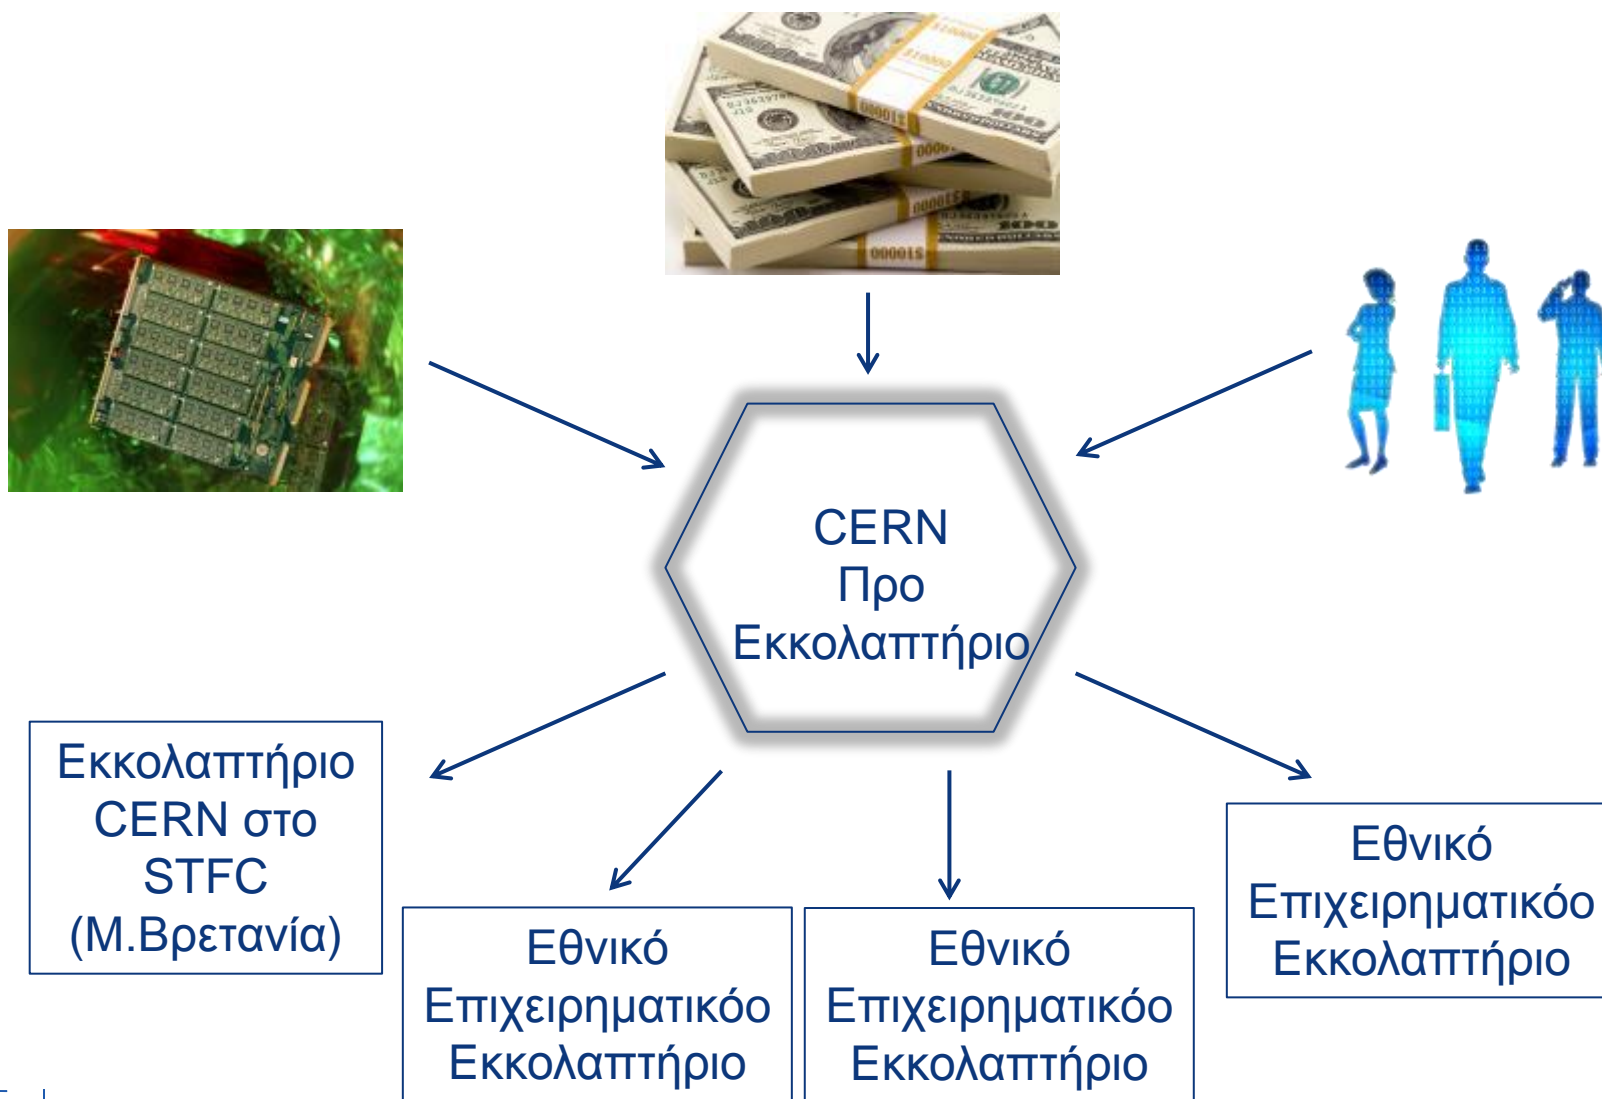 CERN
Προ
Εκκολαπτήριο
Εκκολαπτήριο
CERN στο
STFC
(Μ.Βρετανία)
Εθνικό
Επιχειρηματικόο
Εκκολαπτήριο
Εθνικό
Επιχειρηματικόο
Εκκολαπτήριο
Εθνικό
Επιχειρηματικόο
Εκκολαπτήριο